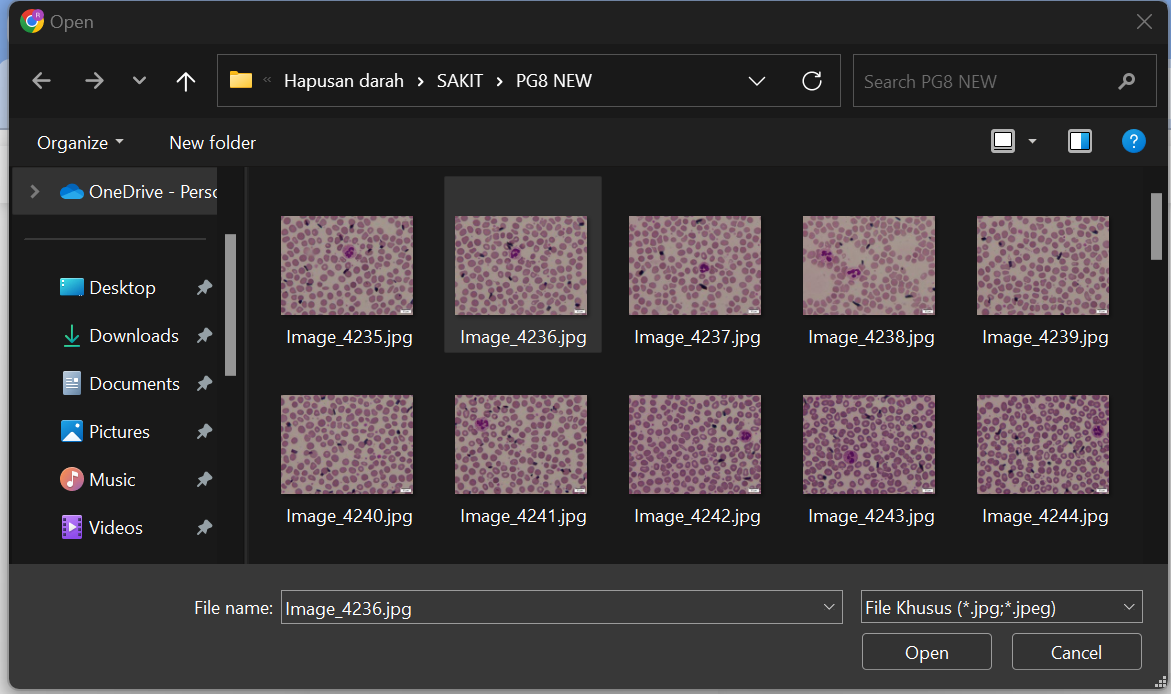 Open
« Hapusan darah › SAKIT › PG8 NEW
Search PG8 NEW
Organize
New folder
OneDrive - Perso
Desktop
Downloads
Documents
Pictures
Music
Videos
Image_4235.jpg
Image_4236.jpg
Image_4237.jpg
Image_4238.jpg
Image_4239.jpg
Image_4240.jpg
Image_4241.jpg
Image_4242.jpg
Image_4243.jpg
Image_4244.jpg
File name: Image_4236.jpg
File Khusus (*.jpg;*.jpeg)
Open
Cancel